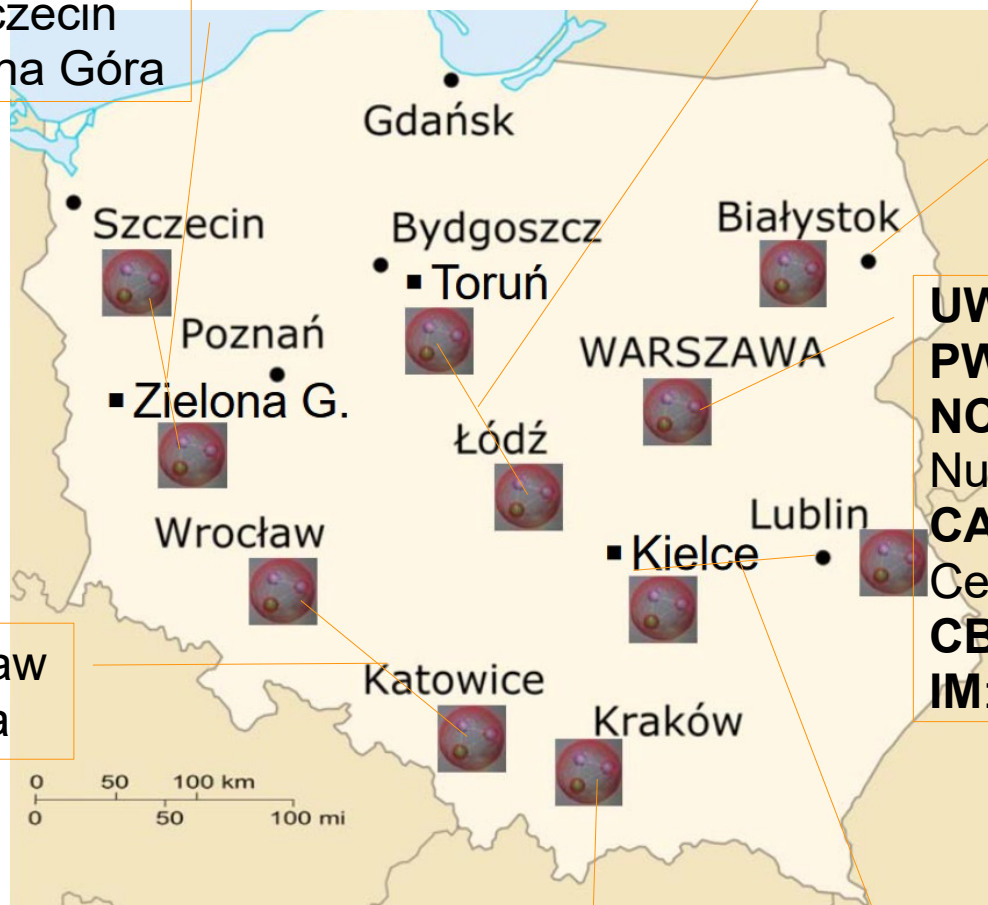 czecin
na Góra
Gdańsk
Szczecin
Bydgoszcz
Białystok
Toruń
Poznań
WARSZAWA
Zielona G.
Łódź
Wrocław
Lublin
Kielce
Katowice
Kraków
UW
PW
NC
Nu
CA
Ce
CB
IM:
aw
a
0 50 100 km
0 50 100 mi